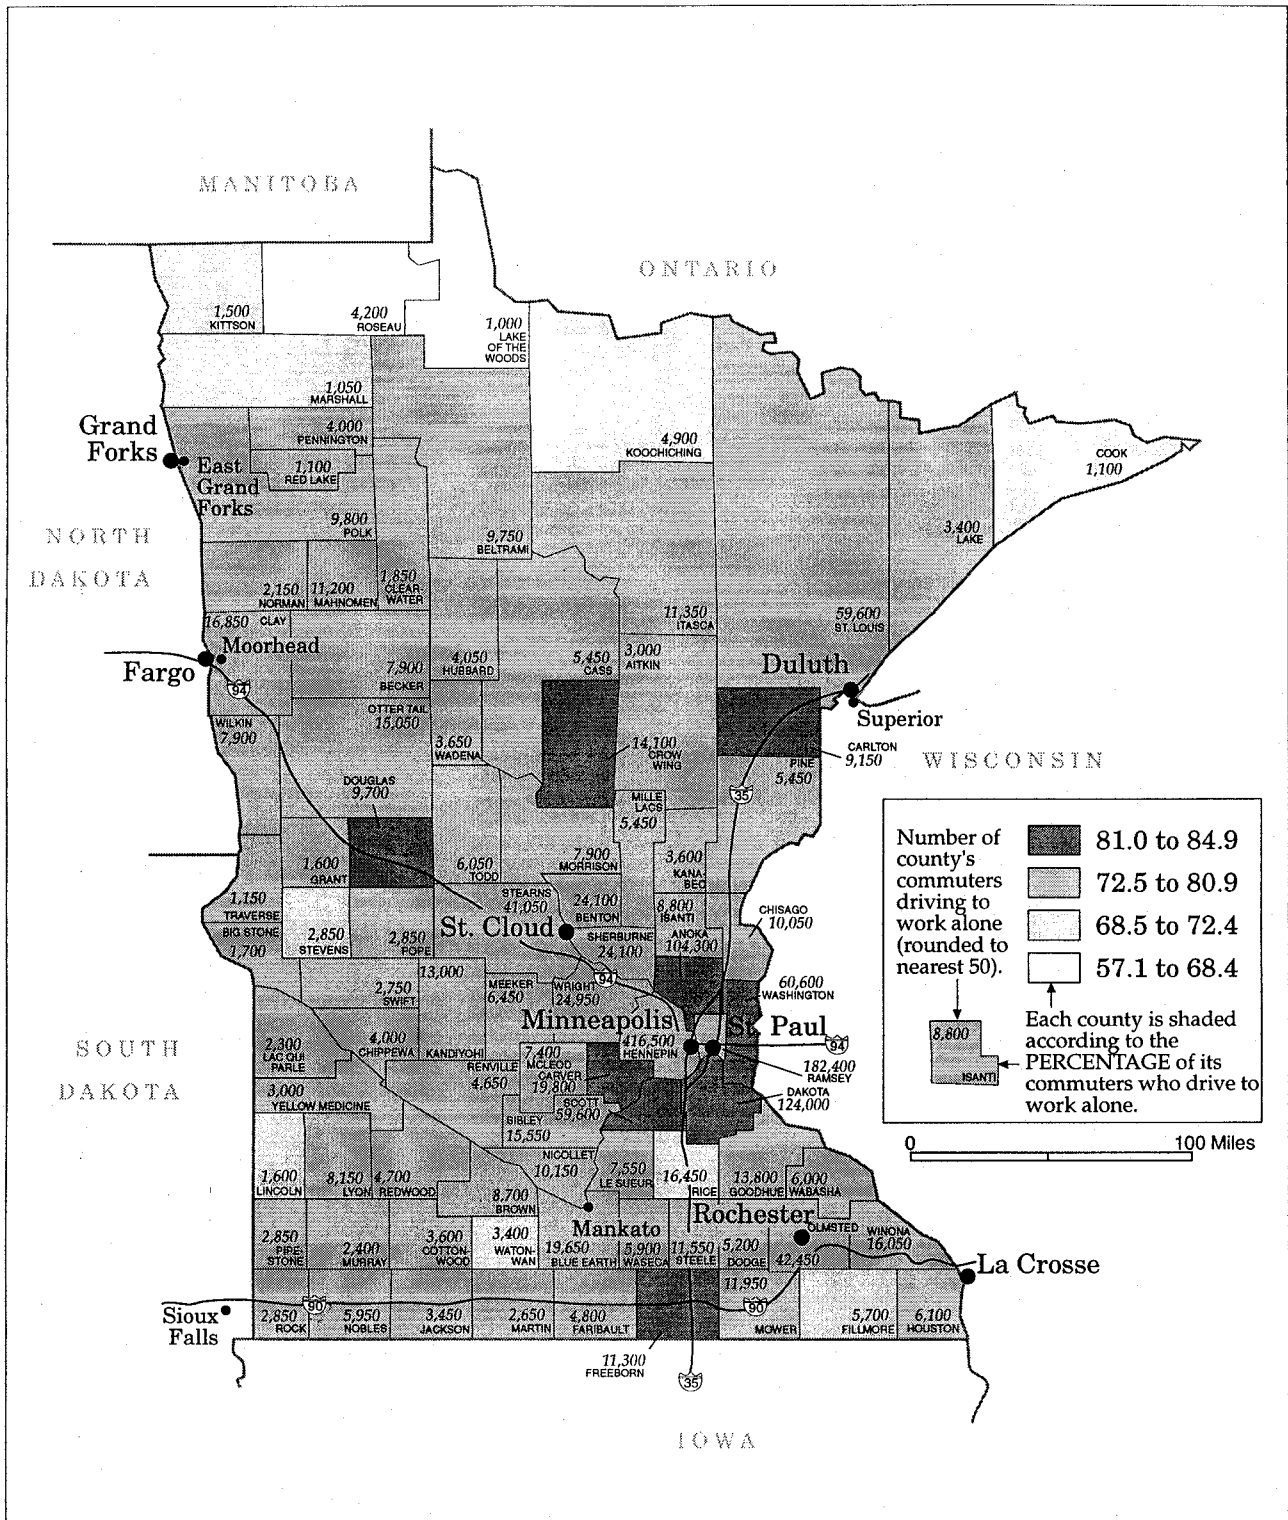 MANITOBA
ONTARIO
1,500
KITTSON
4,200
ROSEAU
1,000
LAKE
OF THE
WOODS
1,050
MARSHALL
4,000
PENNINGTON
4,900
KOOCHICHING
COOK
1,100
Grand
Forks
East
Grand
Forks
1,100
RED LAKE
9,800
POLK
9,750
BELTRAMI
3,400
LAKE
NORTH
DAKOTA
2,150
NORMAN
11,200
MAHNOMEN
1,850
CLEAR-
WATER
11,350
ITASCA
59,600
ST. LOUIS
16,850
CLAY
Moorhead
Fargo
94
7,900
BECKER
4,050
HUBBARD
5,450
CASS
3,000
AITKIN
Duluth
Superior
WILKIN
7,900
OTTER TAIL
15,050
3,650
WADENA
14,100
CROW
WING
CARLTON
9,150
PINE
5,450
WISCONSIN
DOUGLAS
9,700
MILLE
LACS
5,450
35
1,600
GRANT
6,050
TODD
7,900
MORRISON
3,600
KANA-
BEC
1,150
TRAVERSE
STEARNS
41,050
24,100
BENTON
8,800
ISANTI
CHISAGO
10,050
BIG STONE
1,700
2,850
STEVENS
2,850
POPE
St. Cloud
SHERBURNE
24,100
ANOKA
104,300
2,750
SWIFT
13,000
MEEKER
6,450
WRIGHT
24,950
94
60,600
WASHINGTON
Minneapolis
St. Paul
94
SOUTH
DAKOTA
2,300
LAC QUI
PARLE
4,000
CHIPPEWA
KANDIYOHI
RENVILLE
4,650
7,400
MCLEOD
CARVER
19,800
416,500
HENNEPIN
182,400
RAMSEY
3,000
YELLOW MEDICINE
SCOTT
59,600
DAKOTA
124,000
SIBLEY
15,550
1,600
LINCOLN
8,150
LYON
4,700
REDWOOD
NICOLLET
10,150
7,550
LE SUEUR
16,450
RICE
13,800
GOODHUE
6,000
WABASHA
8,700
BROWN
Mankato
Rochester
OLMSTED
42,450
WINONA
16,050
2,850
PIPE-
STONE
2,400
MURRAY
3,600
COTTON-
WOOD
3,400
WATON-
WAN
19,650
BLUE EARTH
5,900
WASECA
11,550
STEELE
5,200
DODGE
La Crosse
Sioux
Falls
2,850
ROCK
90
5,950
NOBLES
3,450
JACKSON
2,650
MARTIN
4,800
FARIBAULT
11,950
MOWER
90
5,700
FILLMORE
6,100
HOUSTON
11,300
FREEBORN
35
IOWA
Number of
county's
commuters
driving to
work alone
(rounded to
nearest 50).
81.0 to 84.9
72.5 to 80.9
68.5 to 72.4
57.1 to 68.4
8,800
ISANTI
Each county is shaded
according to the
PERCENTAGE of its
commuters who drive to
work alone.
0 100 Miles